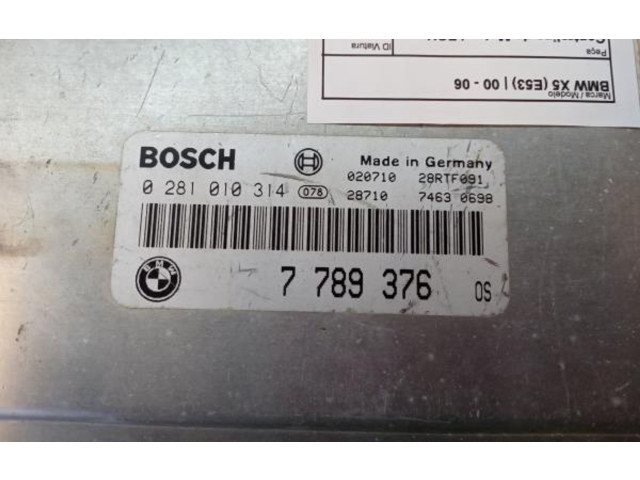 Marca / Modelo
BMW X5 (E53) | 00 - 06
Peça
ID Viatura
BOSCH
Made in Germany
0 281 010 314 078
020710 28RTF091
28710 7463 0698
BMW
7 789 376 OS